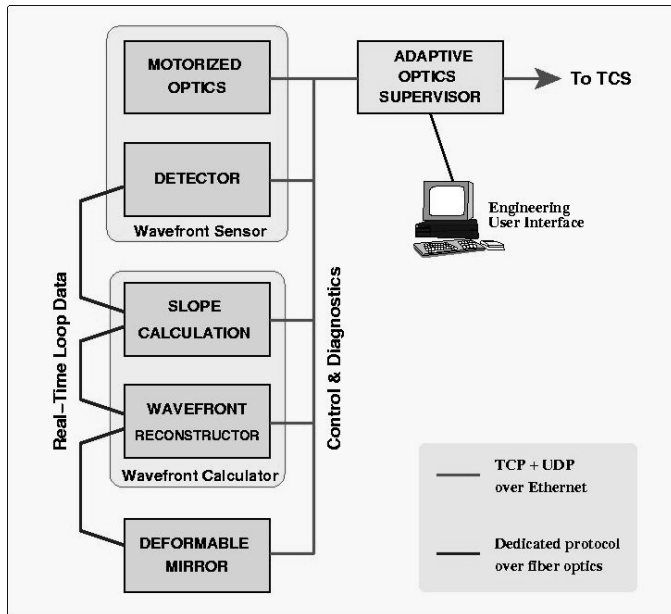 MOTORIZED
OPTICS
DETECTOR
Wavefront Sensor
ADAPTIVE
OPTICS
SUPERVISOR
To TCS
Engineering
User Interface
Real-Time Loop Data
SLOPE
CALCULATION
WAVEFRONT
RECONSTRUCTOR
Wavefront Calculator
Control & Diagnostics
DEFORMABLE
MIRROR
TCP + UDP
over Ethernet
Dedicated protocol
over fiber optics